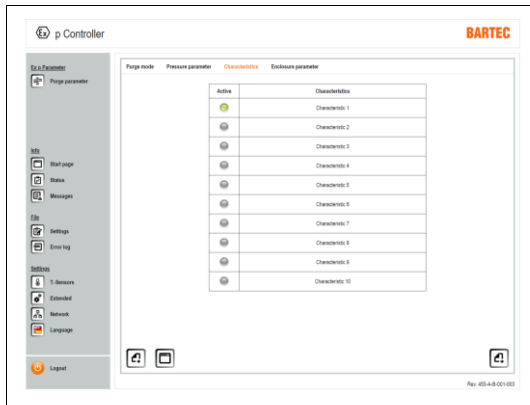 Ex p Controller
BARTEC
Ex p Parameter
Purge parameter
Info
Start page
Status
Messages
File
Settings
Error log
Settings
T.-Sensors
Extended
Network
Language
Logout
Purge mode Pressure parameter Characteristics Enclosure parameter
Active Characteristics
Characteristic 1
Characteristic 2
Characteristic 3
Characteristic 4
Characteristic 5
Characteristic 6
Characteristic 7
Characteristic 8
Characteristic 9
Characteristic 10
Rev. 455-A-B-001-003